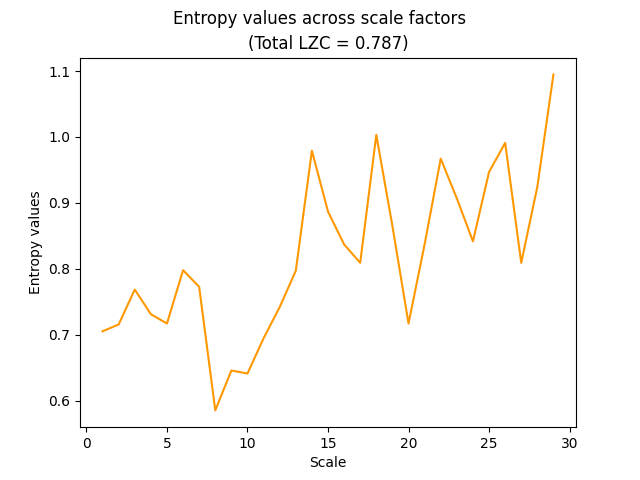 Entropy values across scale factors
(Total LZC = 0.787)
1.1
1.0
0.9
0.8
0.7
0.6
Entropy values
0 5 10 15 20 25 30
Scale